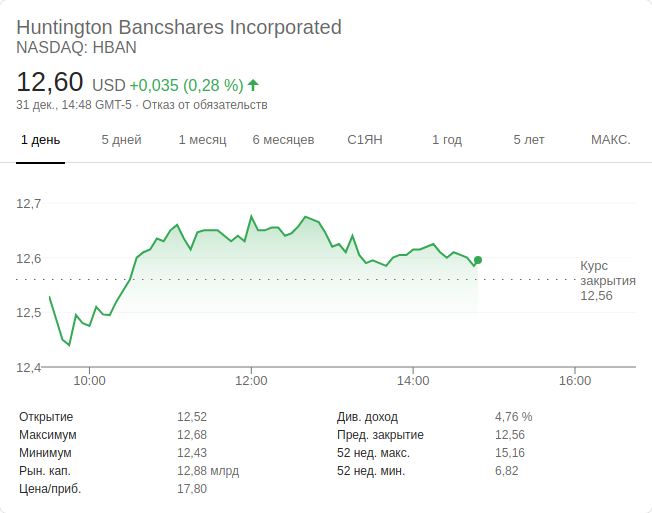 Huntington Bancshares Incorporated
NASDAQ: HBAN
12,60 USD +0,035 (0,28 %)
31 дек., 14:48 GMT-5 · Отказ от обязательств
1 день 5 дней 1 месяц 6 месяцев С1ЯН 1 год 5 лет МАКС.
12,7
12,6
Курс
закрытия
12,56
12,5
12,4
10:00 12:00 14:00 16:00
Открытие 12,52 Див. доход 4,76 %
Максимум 12,68 Пред. закрытие 12,56
Минимум 12,43 52 нед. макс. 15,16
Рын. кап. 12,88 млрд 52 нед. мин. 6,82
Цена/приб. 17,80